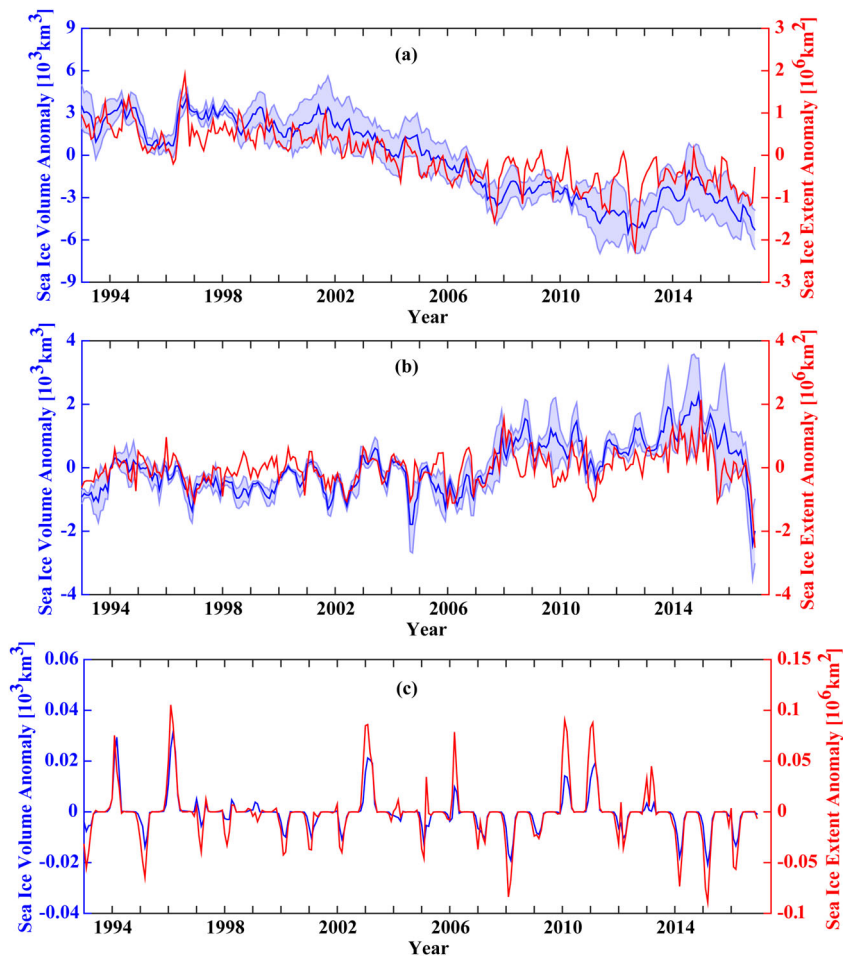 (a)
Sea Ice Volume Anomaly [10³km³]
9
6
3
0
-3
-6
-9
Sea Ice Extent Anomaly [10⁶km²]
3
2
1
0
-1
-2
-3
1994 1998 2002 2006 2010 2014
Year
(b)
Sea Ice Volume Anomaly [10³km³]
4
2
0
-2
-4
Sea Ice Extent Anomaly [10⁶km²]
4
2
0
-2
-4
1994 1998 2002 2006 2010 2014
Year
(c)
Sea Ice Volume Anomaly [10³km³]
0.06
0.04
0.02
0
-0.02
-0.04
Sea Ice Extent Anomaly [10⁶km²]
0.15
0.1
0.05
0
-0.05
-0.1
1994 1998 2002 2006 2010 2014
Year